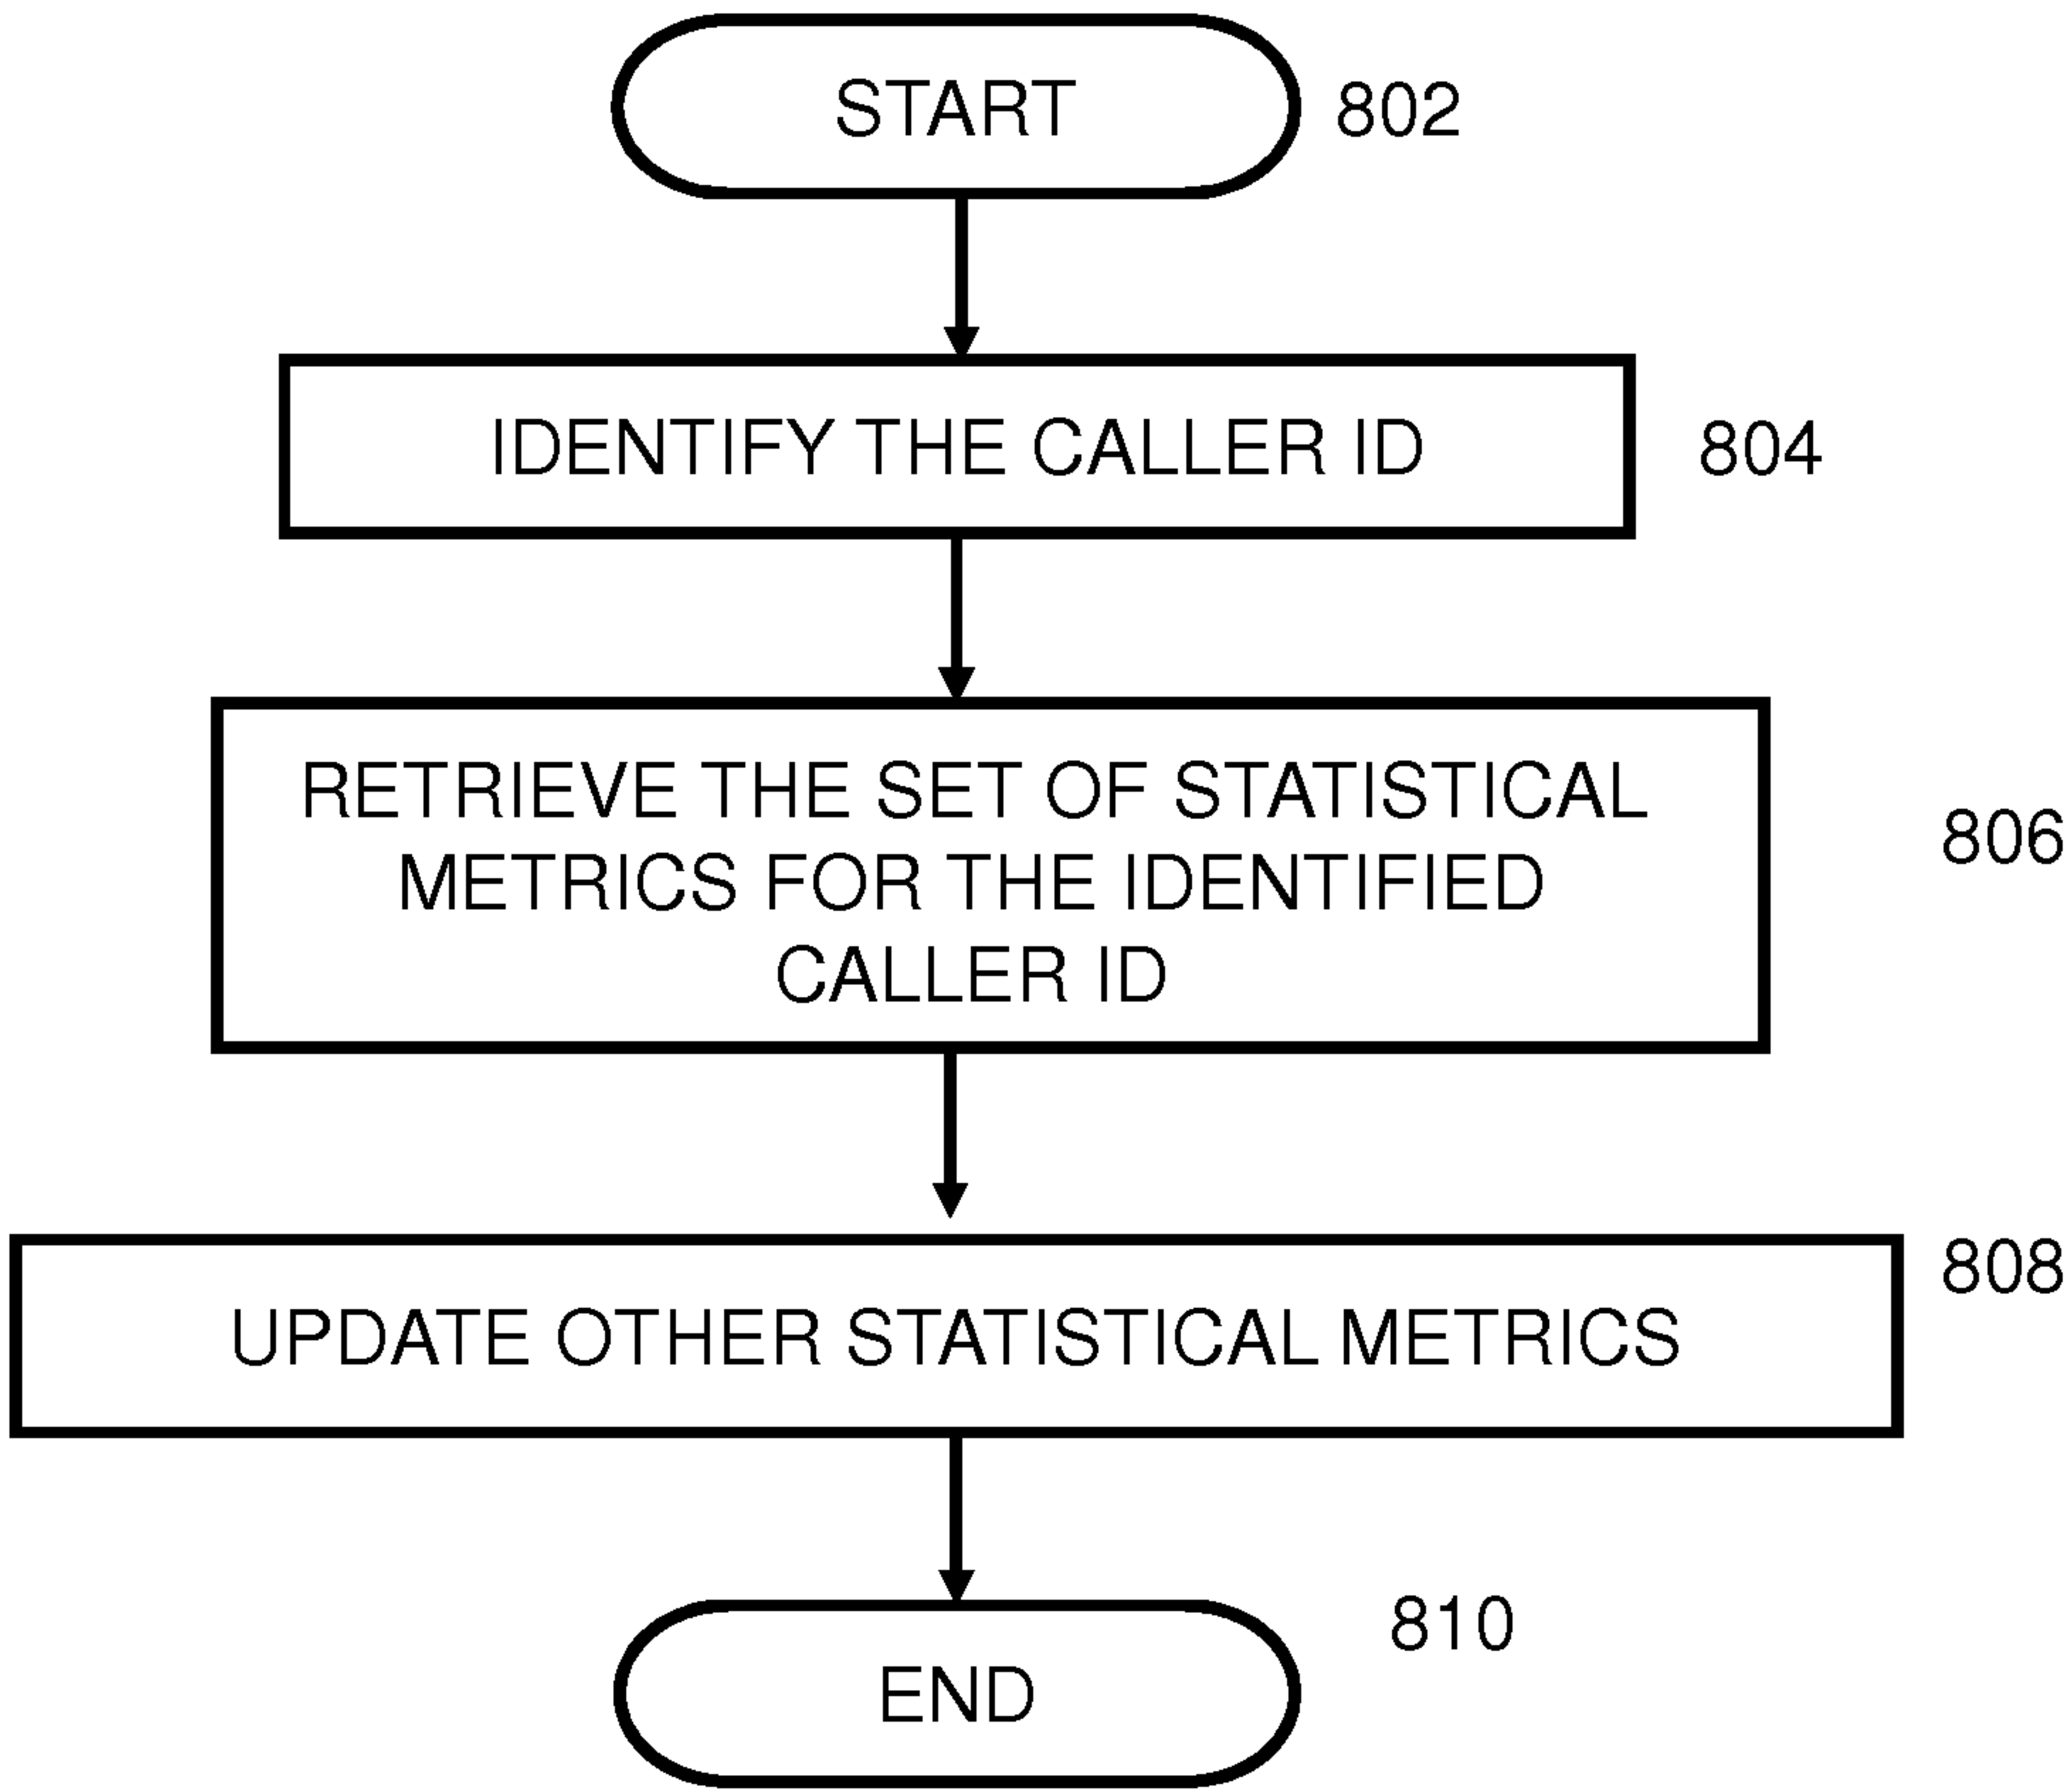 START
802
IDENTIFY THE CALLER ID
804
RETRIEVE THE SET OF STATISTICAL
METRICS FOR THE IDENTIFIED
CALLER ID
806
808
UPDATE OTHER STATISTICAL METRICS
810
END